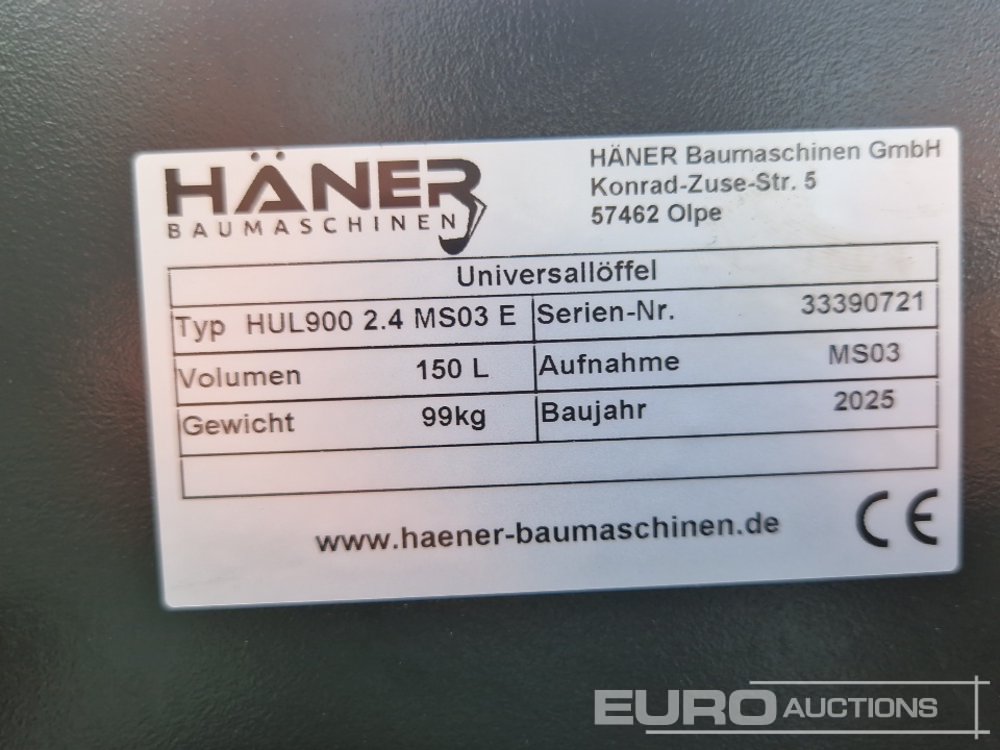 HÄNER
BAUMASCHINEN
HÄNER Baumaschinen GmbH
Konrad-Zuse-Str. 5
57462 Olpe
Universallöffel
Typ HUL900 2.4 MS03 E Serien-Nr. 33390721
Volumen 150 L Aufnahme MS03
Gewicht 99kg Baujahr 2025
www.haener-baumaschinen.de CE
EURO AUCTIONS